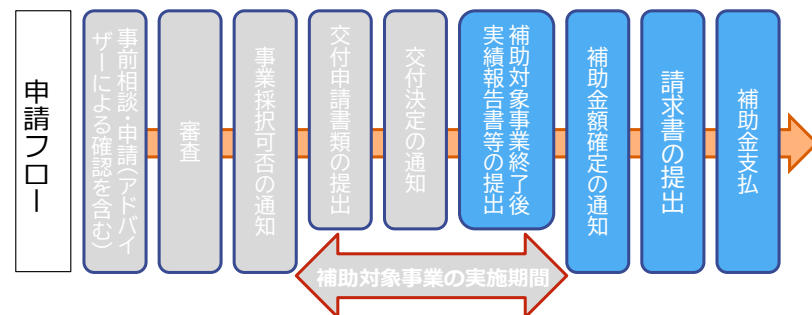 申請フロー
事前相談・申請(アドバイ
ザーによる確認を含む)
審査
事業採択可否の通知
交付申請書類の提出
交付決定の通知
補助対象事業終了後
実績報告書等の提出
補助金額確定の通知
請求書の提出
補助金支払
補助対象事業の実施期間